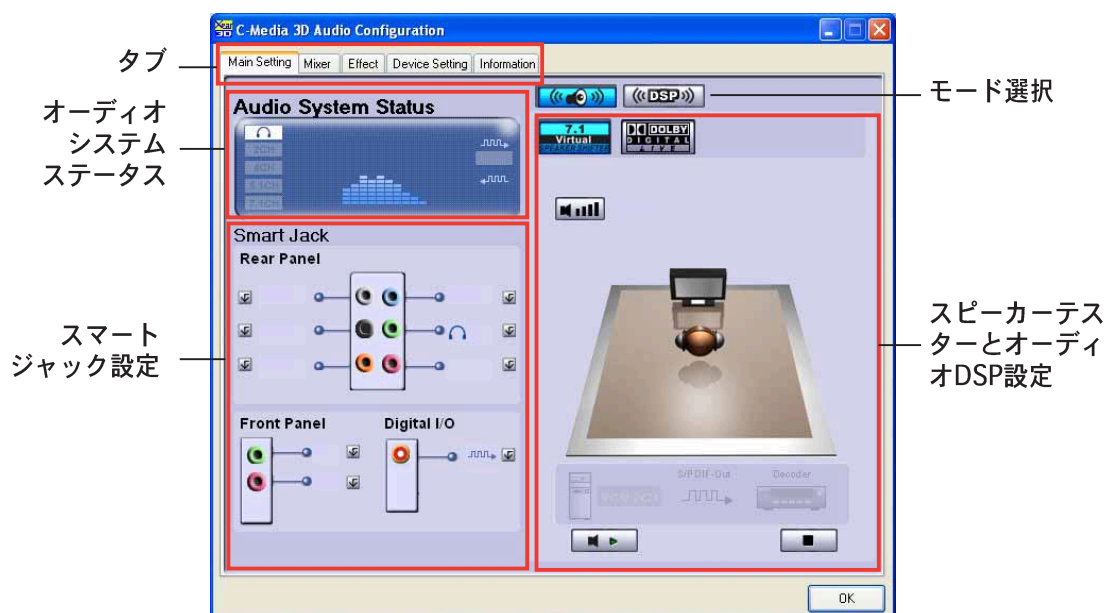 C-Media 3D Audio Configuration
タブ
Main Setting Mixer Effect Device Setting Information
オーディオ
システム
ステータス
Audio System Status
2CH
4CH
5.1CH
7.1CH
DSP
モード選択
7.1
Virtual
SPEAKER SHIFTER
DOLBY
DIGITAL
LIVE
スマート
ジャック設定
Smart Jack
Rear Panel
Front Panel
Digital I/O
スピーカーテス
ターとオーディ
オDSP設定
S/PDIF-Out
Decoder
OK